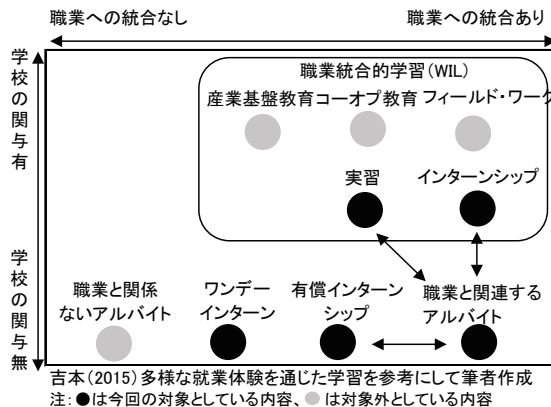 職業への統合なし
職業への統合あり
学校の関与有
学校の関与無
職業統合的学習(WIL)
産業基盤教育
コーオプ教育
フィールド・ワーク
実習
インターンシップ
職業と関係
ないアルバイト
ワンデー
インターン
有償インターン
シップ
職業と関連する
アルバイト
吉本(2015)多様な就業体験を通じた学習を参考にして筆者作成
注:●は今回の対象としている内容、●は対象外としている内容